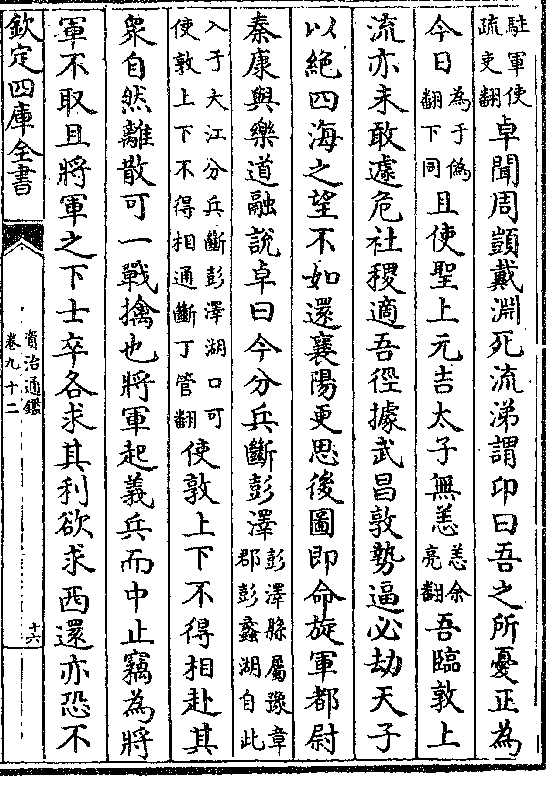 駐軍使
疏吏翻
卓聞周顗戴淵死流涕謂卬曰吾之所憂正為
今日
為于偽
翻下同
且使聖上元吉太子無恙
恙余
亮翻
吾臨敦上
流亦未敢遽危社稷適吾徑據武昌敦勢逼必劫天子
以絕四海之望不如還襄陽更思後圖即命旋軍都尉
秦康與樂道融說卓曰今分兵斷彭澤
彭澤縣屬豫章
郡彭蠡湖自此
入于大江分兵斷彭澤湖口可
使敦上下不得相通斷丁管翻
使敦上下不得相赴其
衆自然離散可一戰擒也將軍起義兵而中止竊為將
軍不取且將軍之下士卒各求其利欲求西還亦恐不
欽定四庫全書
資治通鑑
卷九十二
十六